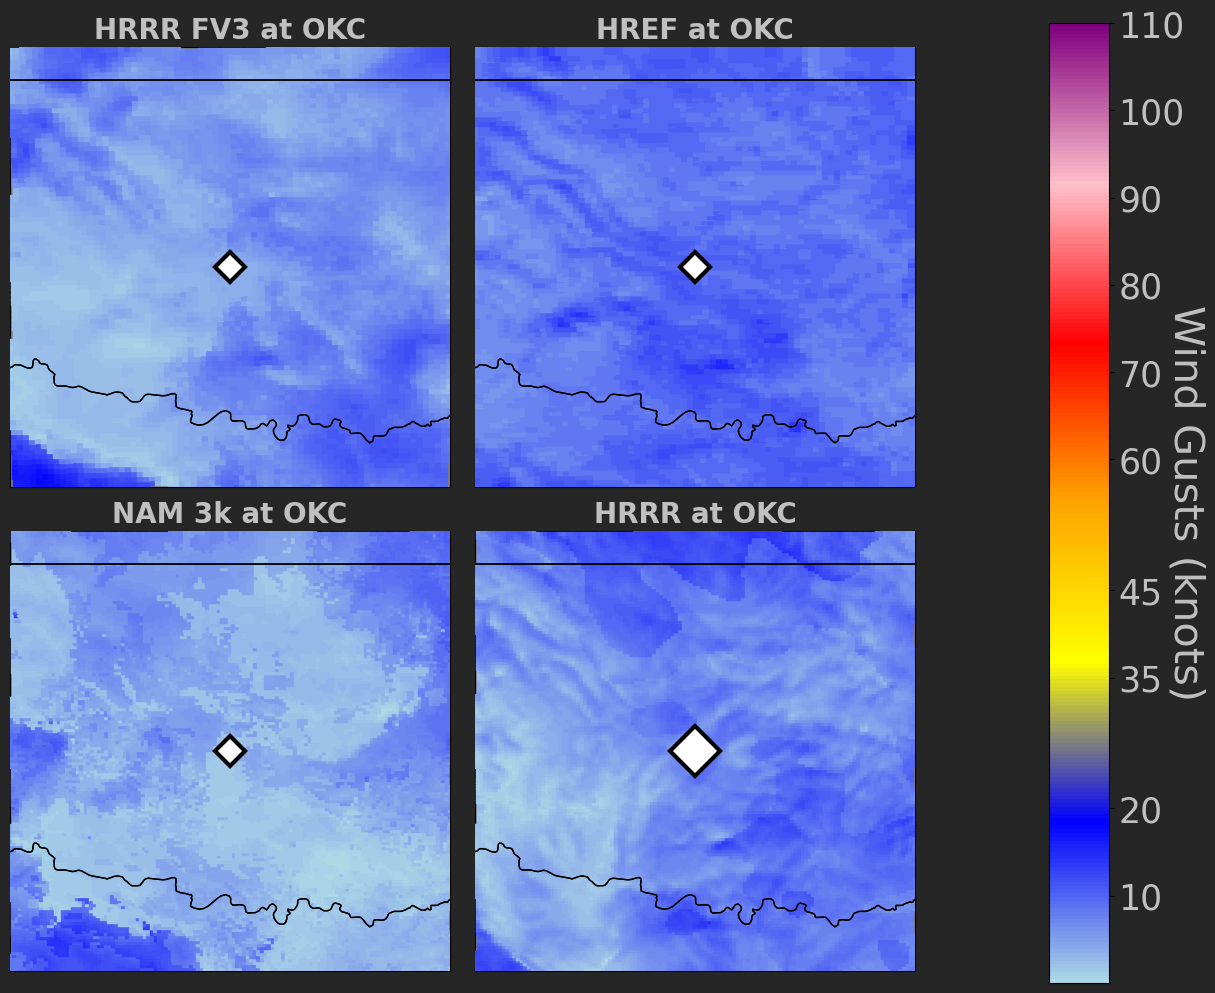 HRRR FV3 at OKC
HREF at OKC
NAM 3k at OKC
HRRR at OKC
110
100
90
80
70
60
45
35
20
10
Wind Gusts (knots)